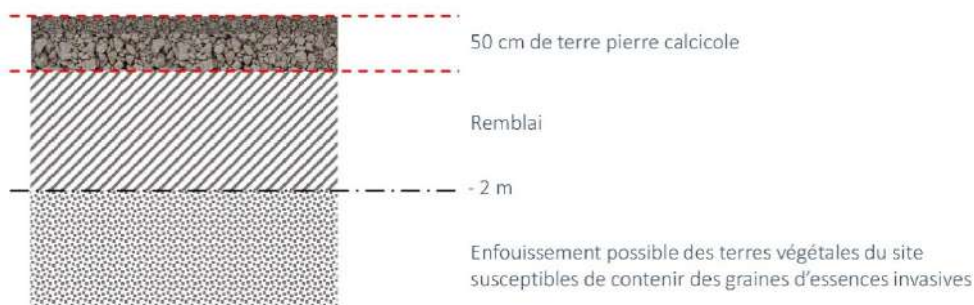 50 cm de terre pierre calcicole
Remblai
- 2 m
Enfouissement possible des terres végétales du site
susceptibles de contenir des graines d'essences invasives